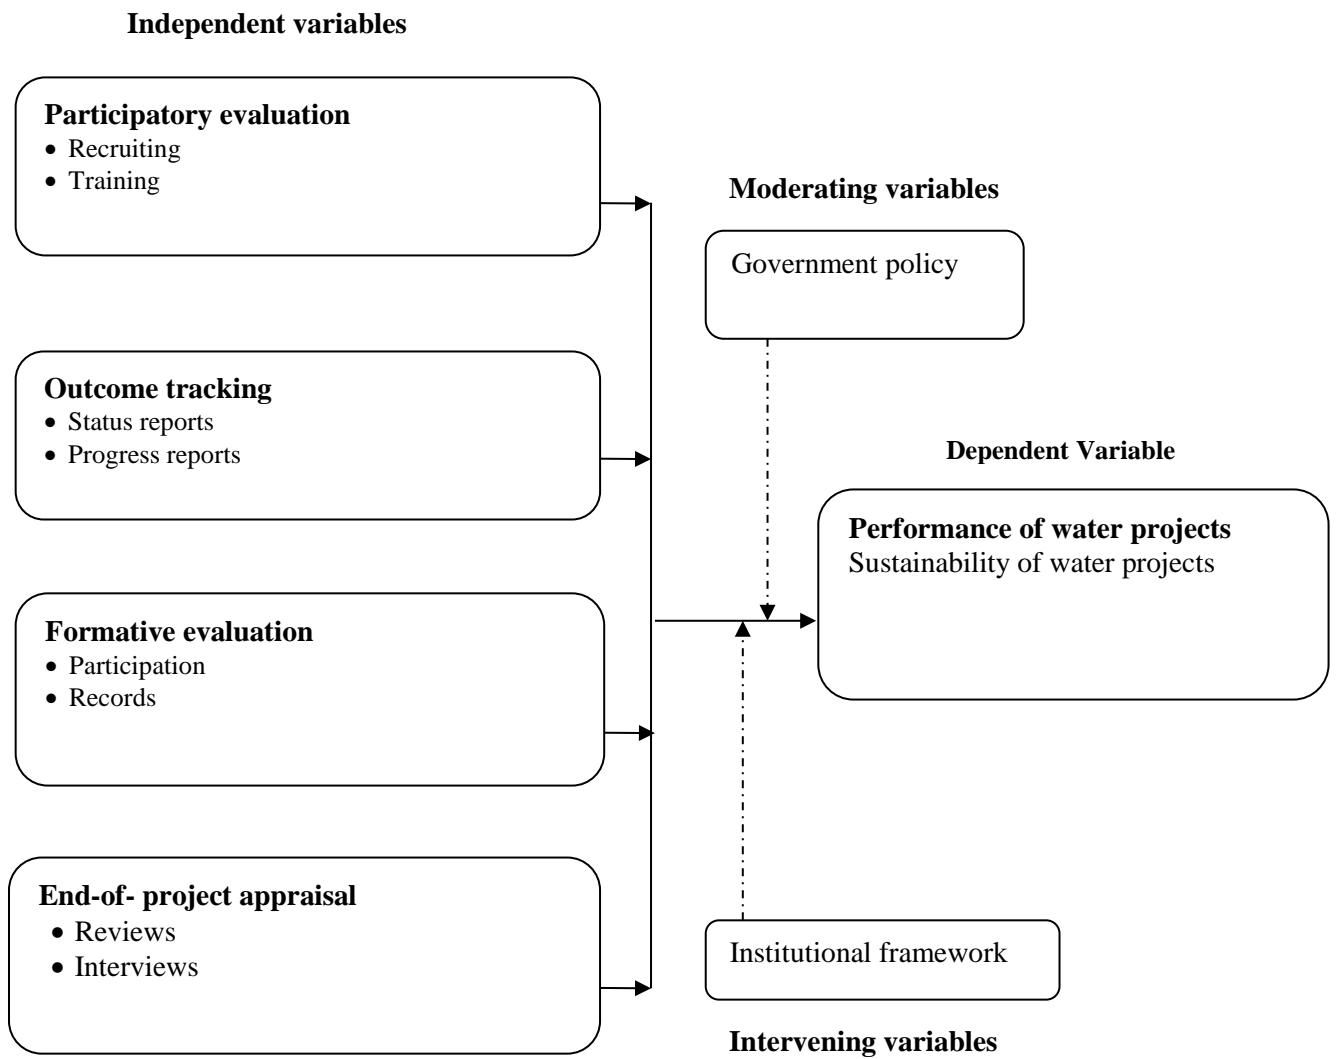 Independent variables
Participatory evaluation
• Recruiting
• Training
Outcome tracking
• Status reports
• Progress reports
Formative evaluation
• Participation
• Records
End-of- project appraisal
• Reviews
• Interviews
Moderating variables
Government policy
Dependent Variable
Performance of water projects
Sustainability of water projects
Institutional framework
Intervening variables